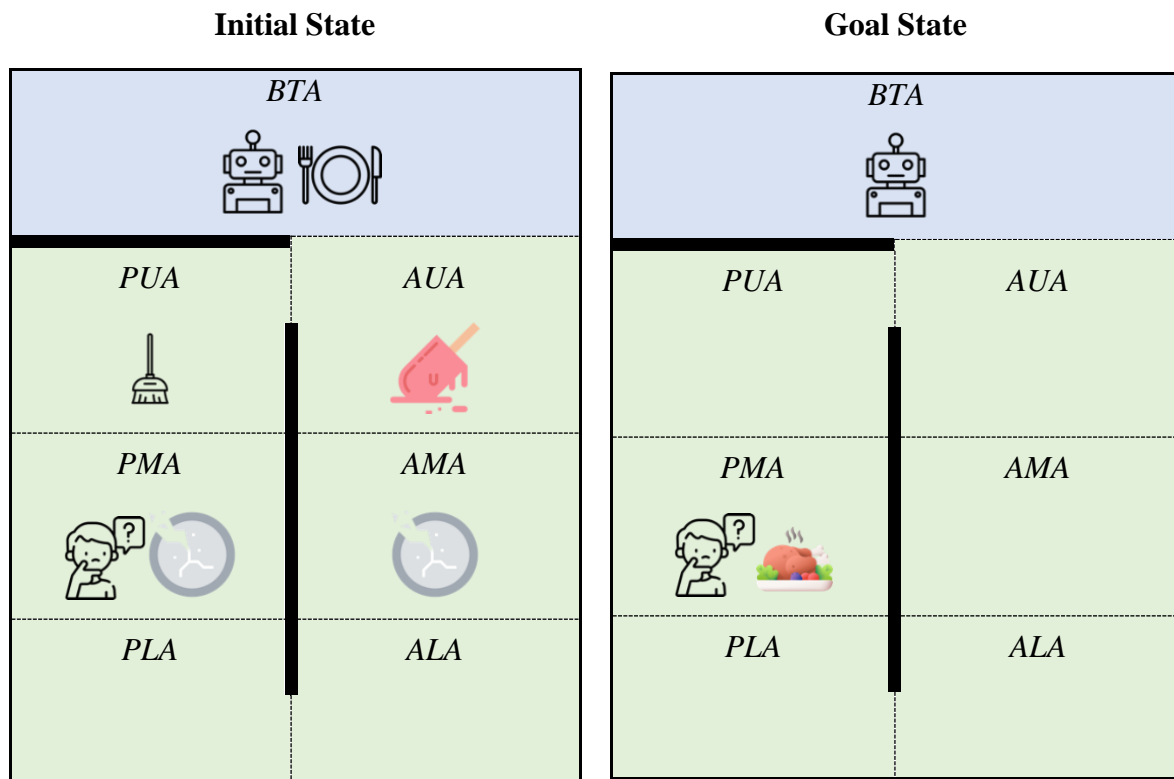 Initial State
BTA
PUA
AUA
PMA
AMA
?
PLA
ALA
Goal State
BTA
PUA
AUA
PMA
AMA
?
PLA
ALA